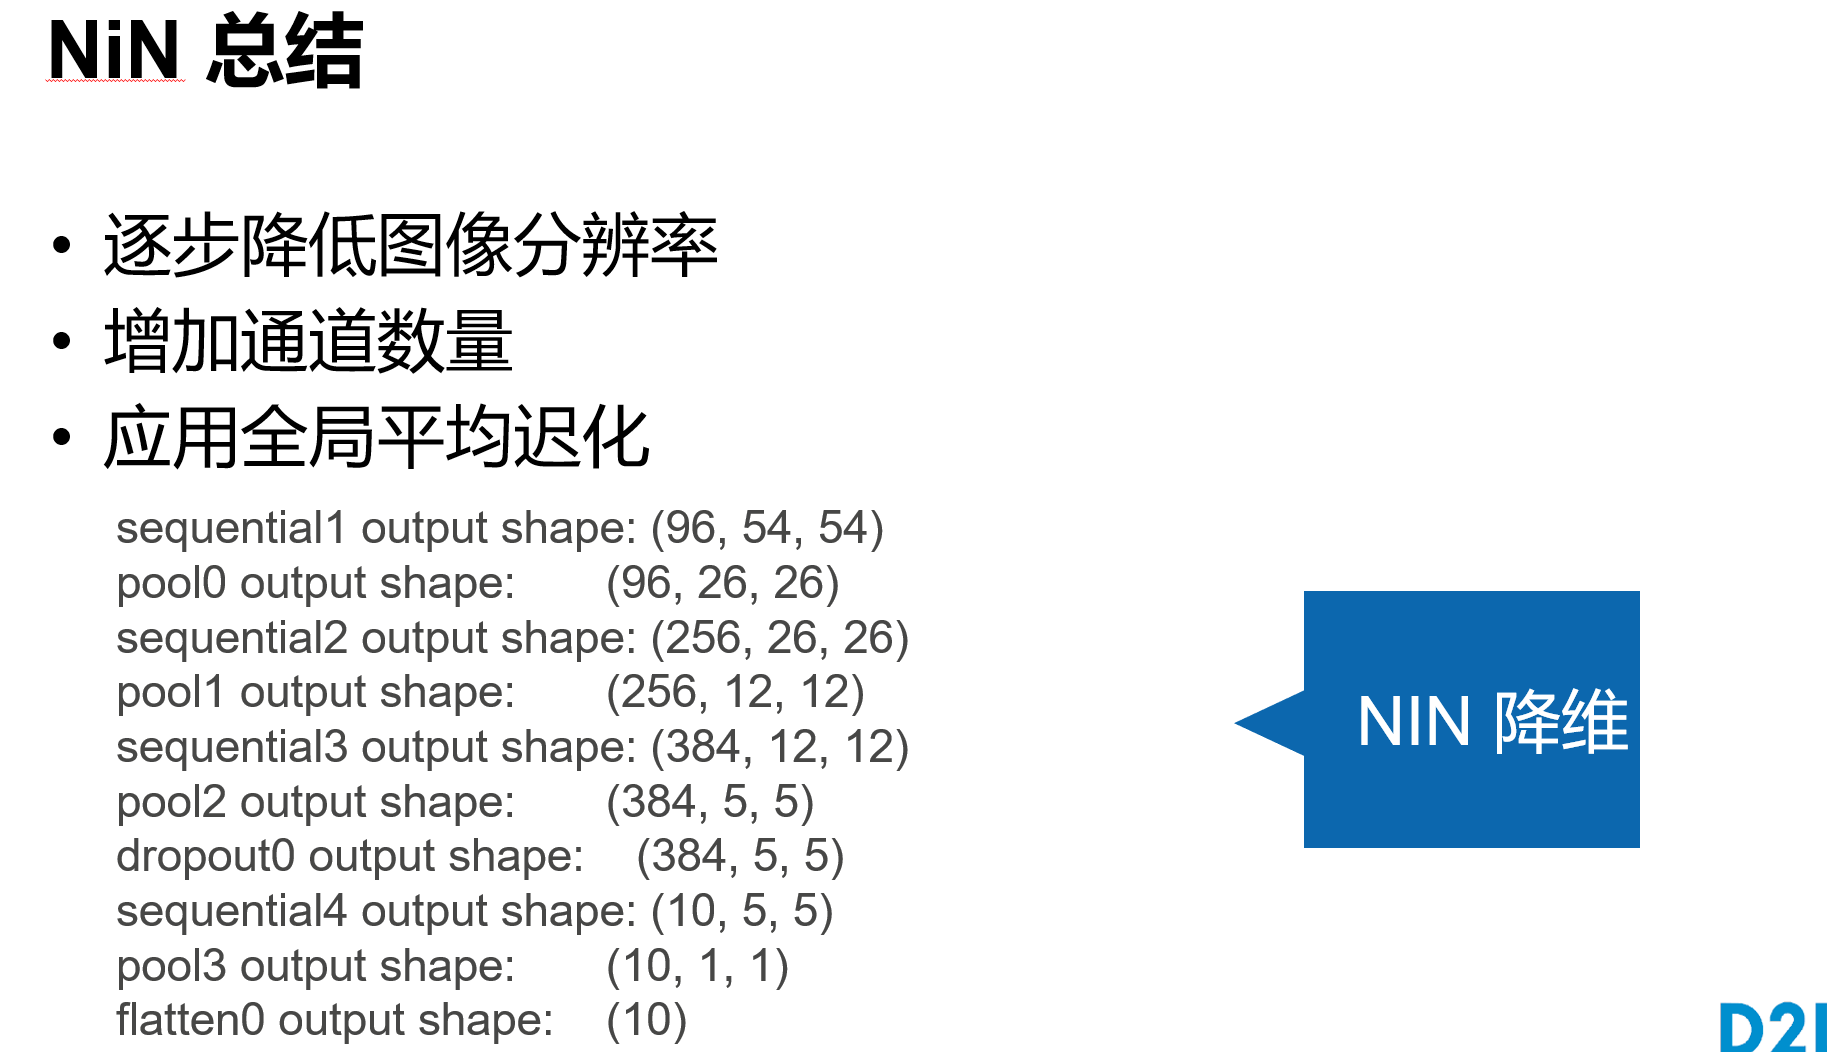 NiN 总结
• 逐步降低图像分辨率
• 增加通道数量
• 应用全局平均迟化
sequential1 output shape: (96, 54, 54)
pool0 output shape: (96, 26, 26)
sequential2 output shape: (256, 26, 26)
pool1 output shape: (256, 12, 12)
sequential3 output shape: (384, 12, 12)
pool2 output shape: (384, 5, 5)
dropout0 output shape: (384, 5, 5)
sequential4 output shape: (10, 5, 5)
pool3 output shape: (10, 1, 1)
flatten0 output shape: (10)
NIN 降维
D2l